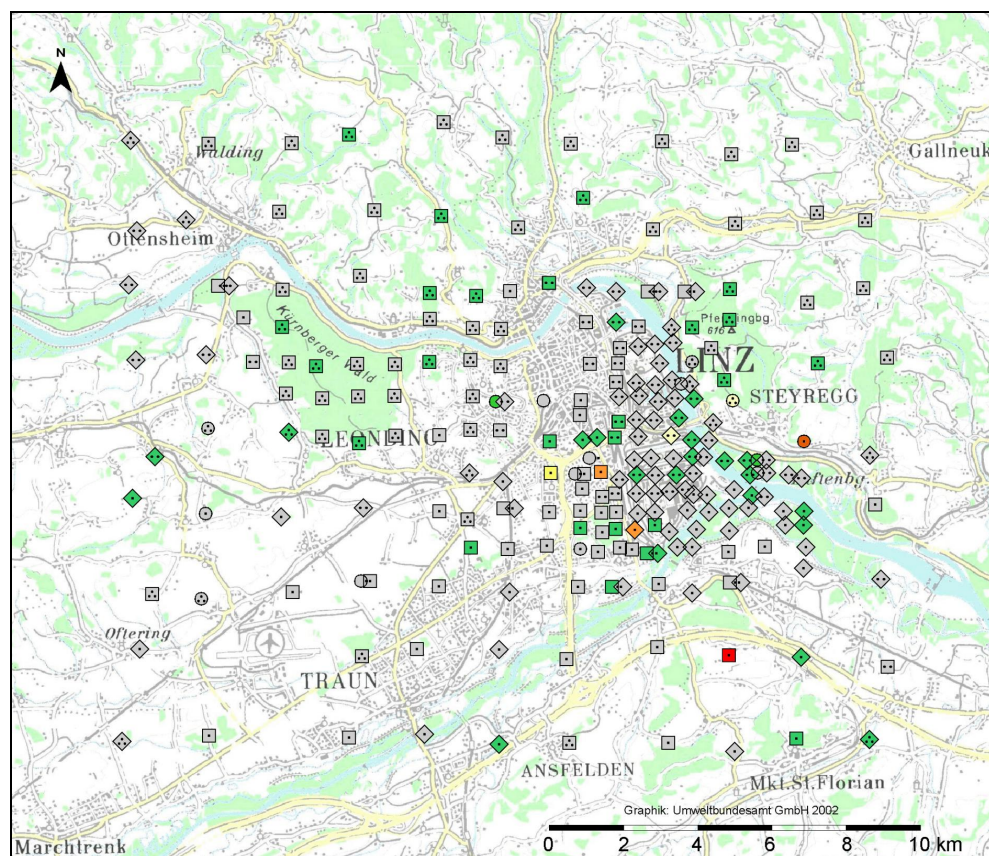 N
Walding
Gallneuk
Ottensheim
Pfenningbg.
616
Kürnberger Wald
LINZ
STEYREGG
LEONDING
Luftenbg.
Oftering
TRAUN
ANSFELDEN
Mkt.St.Florian
Graphik: Umweltbundesamt GmbH 2002
Marchtrenk
0 2 4 6 8 10 km